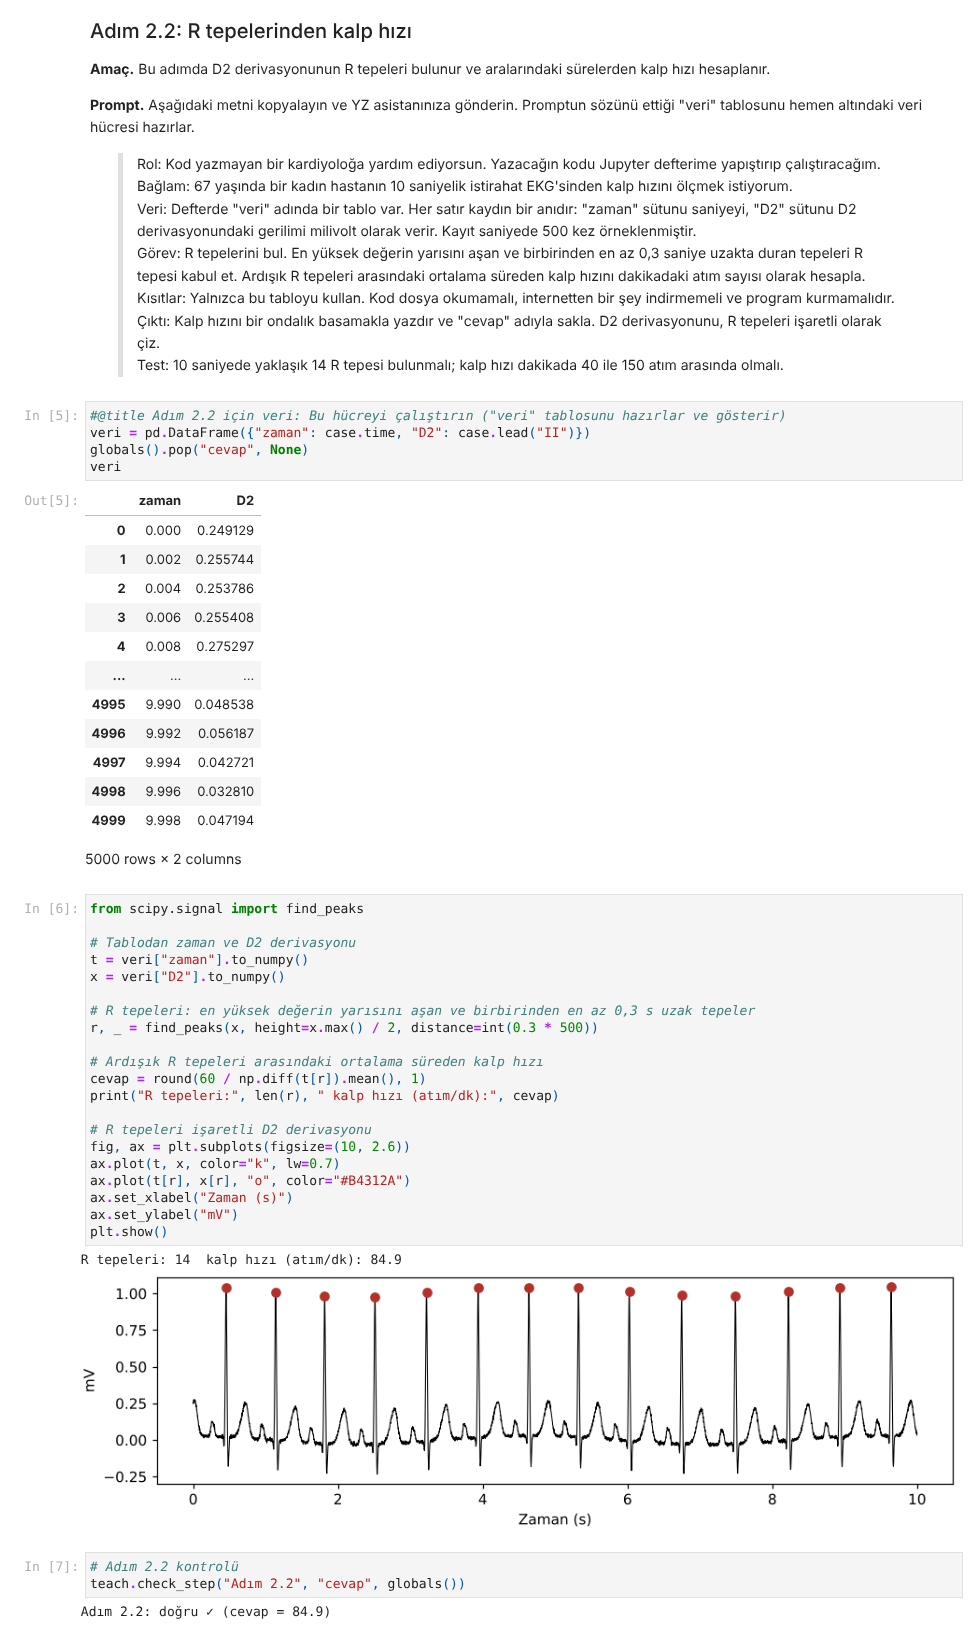 Adım 2.2: R tepelerinden kalp hızı
Amaç. Bu adımda D2 derivasyonunun R tepeleri bulunur ve aralarındaki sürelerden kalp hızı hesaplanır.
Prompt. Aşağıdaki metni kopyalayın ve YZ asistanınıza gönderin. Promptun sözünü ettiği "veri" tablosunu hemen altındaki veri
hücresi hazırlar.
Rol: Kod yazmayan bir kardiyoloğa yardım ediyorsun. Yazacağın kodu Jupyter defterime yapıştırıp çalıştıracağım.
Bağlam: 67 yaşında bir kadın hastanın 10 saniyelik istirahat EKG'sinden kalp hızını ölçmek istiyorum.
Veri: Defterde "veri" adında bir tablo var. Her satır kaydın bir anıdır: "zaman" sütunu saniyeyi, "D2" sütunu D2
derivasyonundaki gerilimi milivolt olarak verir. Kayıt saniyede 500 kez örneklenmiştir.
Görev: R tepelerini bul. En yüksek değerin yarısını aşan ve birbirinden en az 0,3 saniye uzakta duran tepeleri R
tepesi kabul et. Ardışık R tepeleri arasındaki ortalama süreden kalp hızını dakikadaki atım sayısı olarak hesapla.
Kısıtlar: Yalnızca bu tabloyu kullan. Kod dosya okumamalı, internetten bir şey indirmemeli ve program kurmamalıdır.
Çıktı: Kalp hızını bir ondalık basamakla yazdır ve "cevap" adıyla sakla. D2 derivasyonunu, R tepeleri işaretli olarak
çiz.
Test: 10 saniyede yaklaşık 14 R tepesi bulunmalı; kalp hızı dakikada 40 ile 150 atım arasında olmalı.
In [5]: #@title Adım 2.2 için veri: Bu hücreyi çalıştırın ("veri" tablosunu hazırlar ve gösterir)
veri = pd.DataFrame({"zaman": case.time, "D2": case.lead("II")})
globals().pop("cevap", None)
veri
Out[5]: zaman D2
0 0.000 0.249129
1 0.002 0.255744
2 0.004 0.253786
3 0.006 0.255408
4 0.008 0.275297
... ... ...
4995 9.990 0.048538
4996 9.992 0.056187
4997 9.994 0.042721
4998 9.996 0.032810
4999 9.998 0.047194
5000 rows × 2 columns
In [6]: from scipy.signal import find_peaks
# Tablodan zaman ve D2 derivasyonu
t = veri["zaman"].to_numpy()
x = veri["D2"].to_numpy()
# R tepeleri: en yüksek değerin yarısını aşan ve birbirinden en az 0,3 s uzak tepeler
r, _ = find_peaks(x, height=x.max() / 2, distance=int(0.3 * 500))
# Ardışık R tepeleri arasındaki ortalama süreden kalp hızı
cevap = round(60 / np.diff(t[r]).mean(), 1)
print("R tepeleri:", len(r), " kalp hızı (atım/dk):", cevap)
# R tepeleri işaretli D2 derivasyonu
fig, ax = plt.subplots(figsize=(10, 2.6))
ax.plot(t, x, color="k", lw=0.7)
ax.plot(t[r], x[r], "o", color="#B4312A")
ax.set_xlabel("Zaman (s)")
ax.set_ylabel("mV")
plt.show()
R tepeleri: 14  kalp hızı (atım/dk): 84.9
1.00
0.75
0.50
0.25
0.00
−0.25
mV
0 2 4 6 8 10
Zaman (s)
In [7]: # Adım 2.2 kontrolü
teach.check_step("Adım 2.2", "cevap", globals())
Adım 2.2: doğru ✓ (cevap = 84.9)